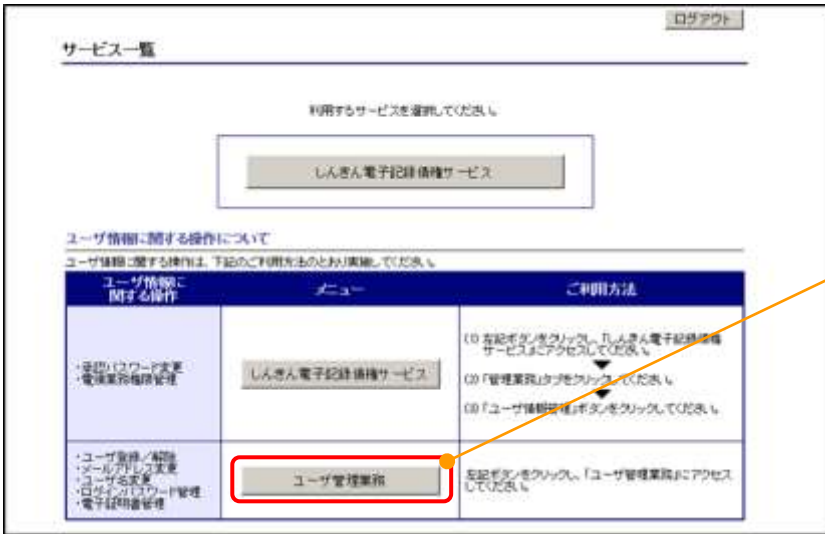 ログアウト
サービス一覧
利用するサービスを選択してください。
しんきん電子記録債権サービス
ユーザ情報に関する操作について
ユーザ情報に関する操作は、下記のご利用方法のとおり実施してください。
ユーザ情報に
関する操作
メニュー
ご利用方法
・承認パスワード変更
・電債業務権限管理
しんきん電子記録債権サービス
(1) 左記ボタンをクリックし、「しんきん電子記録債権
サービス」にアクセスしてください。
(2) 「管理業務」タブをクリックしてください。
(3) 「ユーザ情報管理」ボタンをクリックしてください。
・ユーザ登録/解除
・メールアドレス変更
・ユーザ名変更
・ログインパスワード管理
・電子証明書管理
ユーザ管理業務
左記ボタンをクリックし、「ユーザ管理業務」にアクセス
してください。